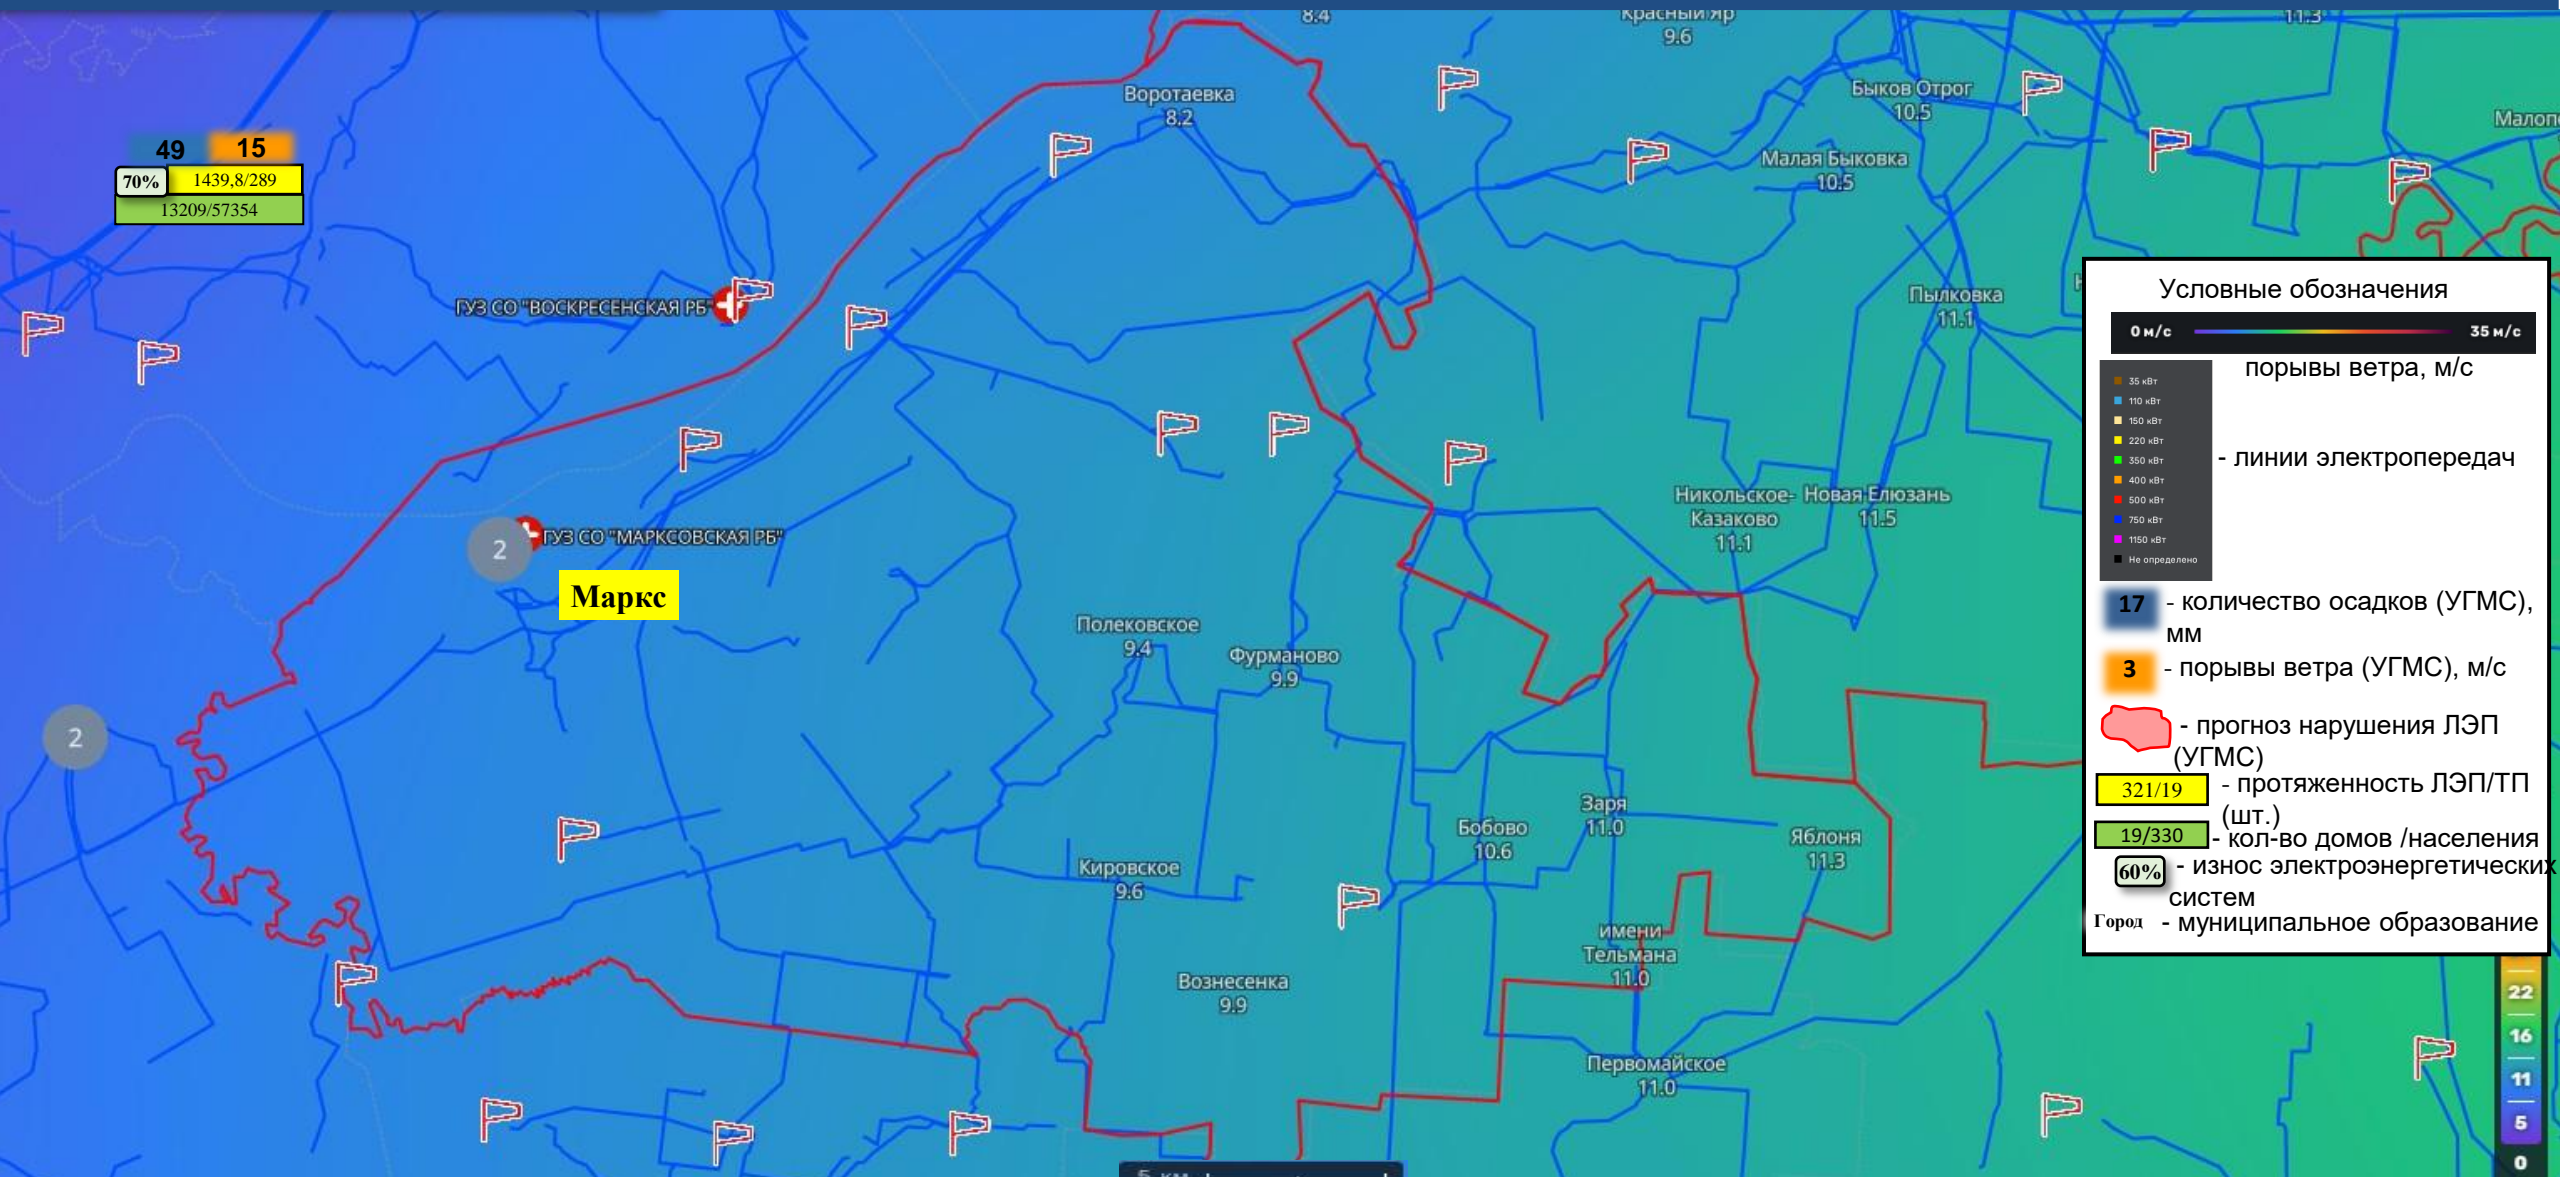 8.4
Красный Яр
9.6
11.3
Воротаевка
8.2
Быков Отрог
10.5
Малая Быковка
10.5
49
15
70%
1439,8/289
13209/57354
Пылковка
11.1
ГУЗ СО "ВОСКРЕСЕНСКАЯ РБ"
Никольское-
Казаково
11.1
Новая Елюзань
11.5
2
ГУЗ СО "МАРКСОВСКАЯ РБ"
Маркс
Полековское
9.4
Фурманово
9.9
2
Заря
11.0
Бобово
10.6
Яблоня
11.3
Кировское
9.6
имени
Тельмана
11.0
Вознесенка
9.9
Первомайское
11.0
Условные обозначения
0 м/с
35 м/с
порывы ветра, м/с
35 кВт
110 кВт
150 кВт
220 кВт
350 кВт
400 кВт
500 кВт
750 кВт
1150 кВт
Не определено
- линии электропередач
17
- количество осадков (УГМС),
мм
3
- порывы ветра (УГМС), м/с
- прогноз нарушения ЛЭП
(УГМС)
321/19
- протяженность ЛЭП/ТП
(шт.)
19/330
- кол-во домов /населения
60%
- износ электроэнергетических
систем
Город
- муниципальное образование
22
16
11
5
0